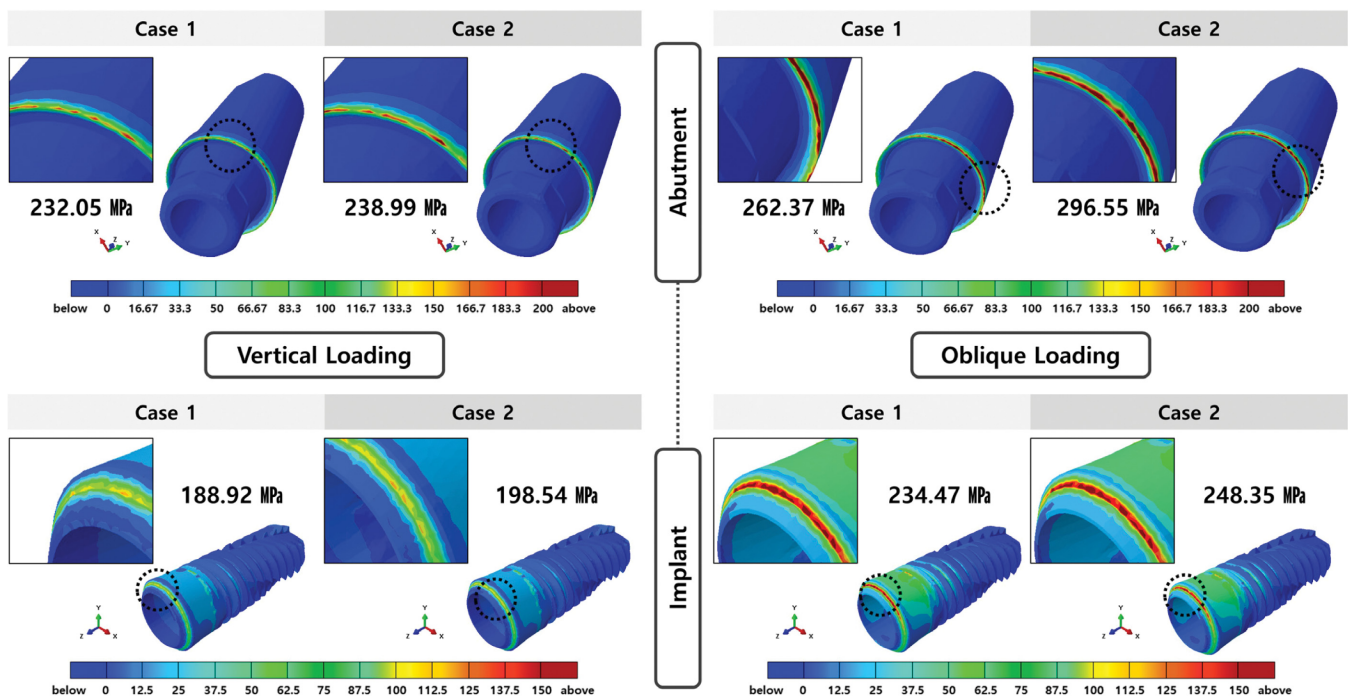 Case 1
Case 2
232.05 MPa
238.99 MPa
X
Z
Y
X
Z
Y
below 0 16.67 33.3 50 66.67 83.3 100 116.7 133.3 150 166.7 183.3 200 above
Vertical Loading
Case 1
Case 2
188.92 MPa
198.54 MPa
Y
Z
X
Y
Z
X
below 0 12.5 25 37.5 50 62.5 75 87.5 100 112.5 125 137.5 150 above
Abutment
Implant
Case 1
Case 2
262.37 MPa
296.55 MPa
X
Z
Y
X
Z
Y
below 0 16.67 33.3 50 66.67 83.3 100 116.7 133.3 150 166.7 183.3 200 above
Oblique Loading
Case 1
Case 2
234.47 MPa
248.35 MPa
Y
Z
X
Y
Z
X
below 0 12.5 25 37.5 50 62.5 75 87.5 100 112.5 125 137.5 150 above